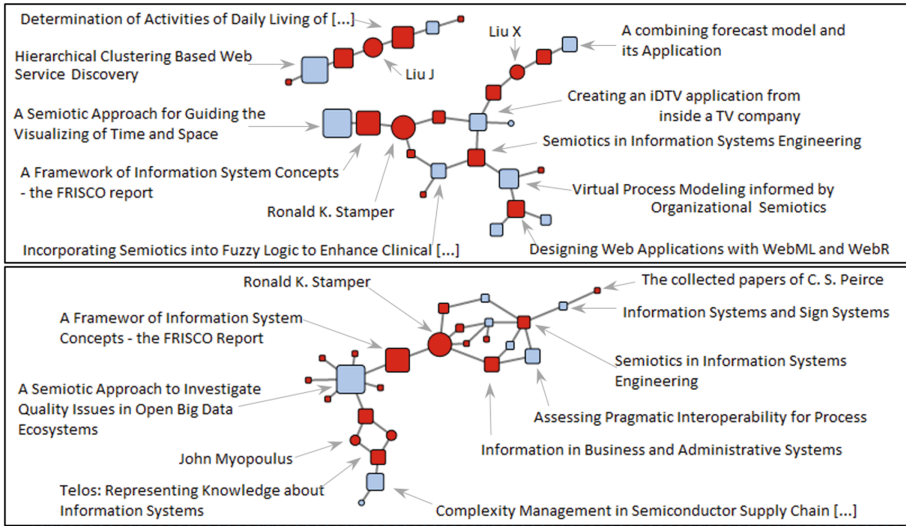 Determination of Activities of Daily Living of [...]
Liu X
A combining forecast model and
its Application
Hierarchical Clustering Based Web
Service Discovery
Liu J
Creating an iDTV application from
inside a TV company
A Semiotic Approach for Guiding the
Visualizing of Time and Space
Semiotics in Information Systems Engineering
A Framework of Information System Concepts
- the FRISCO report
Virtual Process Modeling informed by
Organizational Semiotics
Ronald K. Stamper
Incorporating Semiotics into Fuzzy Logic to Enhance Clinical [...]
Designing Web Applications with WebML and WebR
Ronald K. Stamper
The collected papers of C. S. Peirce
A Framewor of Information System
Concepts - the FRISCO Report
Information Systems and Sign Systems
Semiotics in Information Systems
Engineering
A Semiotic Approach to Investigate
Quality Issues in Open Big Data
Ecosystems
Assessing Pragmatic Interoperability for Process
Information in Business and Administrative Systems
John Myopoulus
Telos: Representing Knowledge about
Information Systems
Complexity Management in Semiconductor Supply Chain [...]